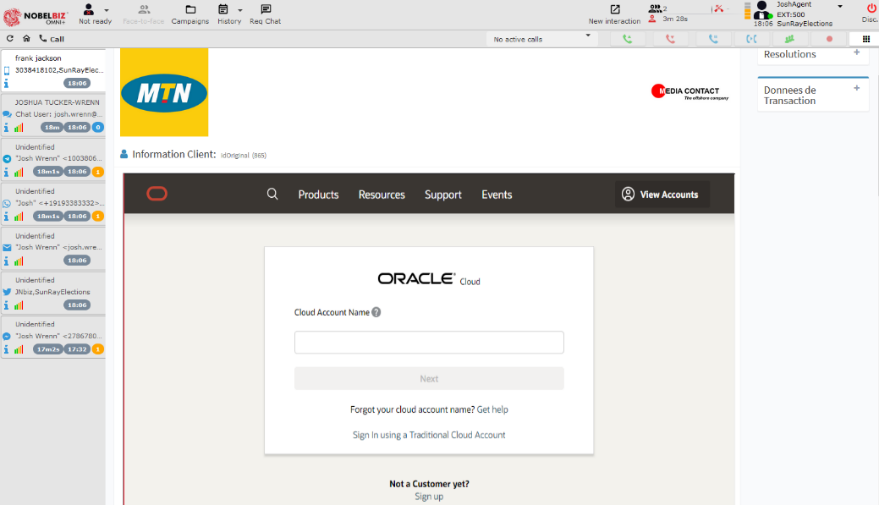 NOBELBIZ
OMNI+
Not ready
Face-to-face
Campaigns
History
Req Chat
New interaction
2
3m 28s
JoshAgent
EXT:500
18:06 SunRayElections
Disc.
Call
No active calls
frank jackson
3038418102,SunRayElec...
18:06
JOSHUA TUCKER-WRENN
Chat User: josh.wrenn@...
18m 18:06 0
Unidentified
"Josh Wrenn" <1003806...
18m1s 18:06 1
Unidentified
"Josh" <+19193383332>...
18m1s 18:06 1
Unidentified
"Josh Wrenn" <josh.wre...
18:06
Unidentified
JNbiz,SunRayElections
18:06
Unidentified
"Josh Wrenn" <2786780...
17m2s 17:32 1
MTN
MEDIA CONTACT
The offshore company
Information Client: idOriginal (865)
Products
Resources
Support
Events
View Accounts
ORACLE Cloud
Cloud Account Name ?
Next
Forgot your cloud account name? Get help
Sign In using a Traditional Cloud Account
Not a Customer yet?
Sign up
Resolutions +
Donnees de +
Transaction